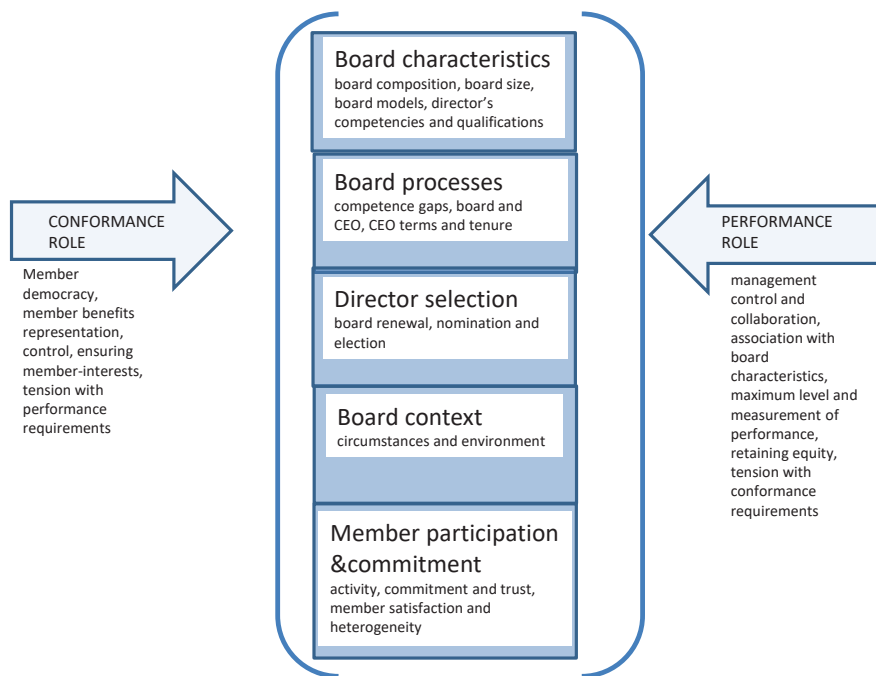 Board characteristics
board composition, board size,
board models, director's
competencies and qualifications
Board processes
competence gaps, board and
CEO, CEO terms and tenure
CONFORMANCE
ROLE
Member
democracy,
member benefits
representation,
control, ensuring
member-interests,
tension with
performance
requirements
Director selection
board renewal, nomination and
election
Board context
circumstances and environment
Member participation
&commitment
activity, commitment and trust,
member satisfaction and
heterogeneity
PERFORMANCE
ROLE
management
control and
collaboration,
association with
board
characteristics,
maximum level and
measurement of
performance,
retaining equity,
tension with
conformance
requirements